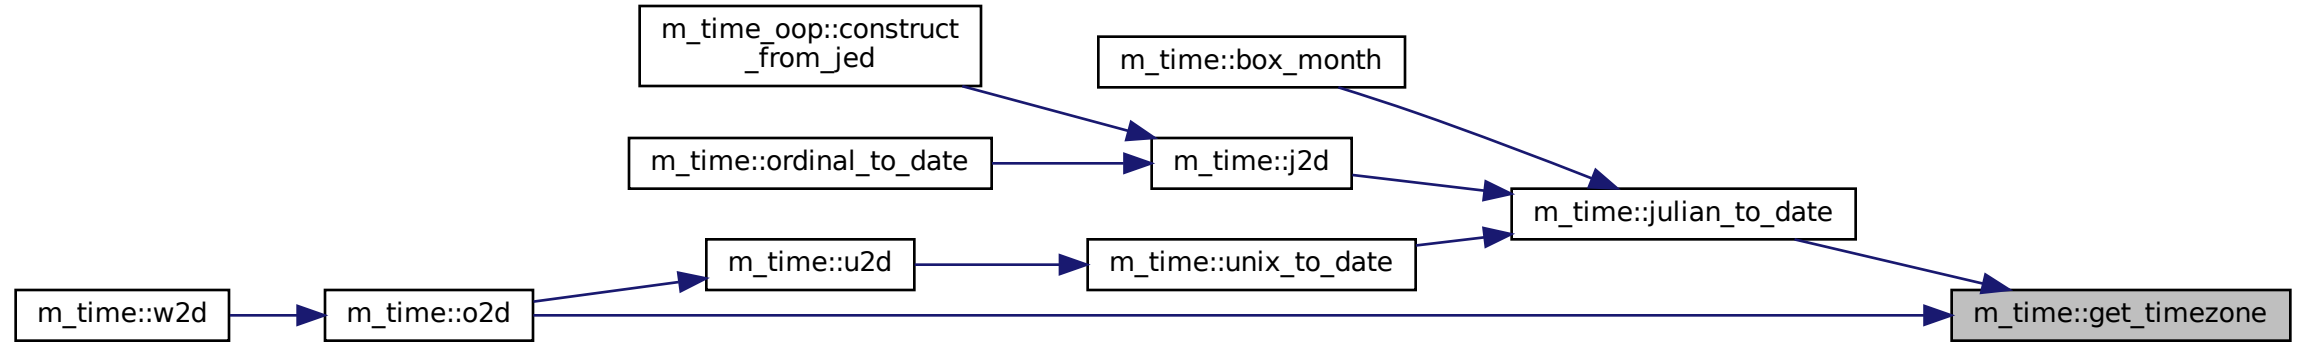 m_time_oop::construct
_from_jed
m_time::box_month
m_time::ordinal_to_date
m_time::j2d
m_time::julian_to_date
m_time::u2d
m_time::unix_to_date
m_time::w2d
m_time::o2d
m_time::get_timezone